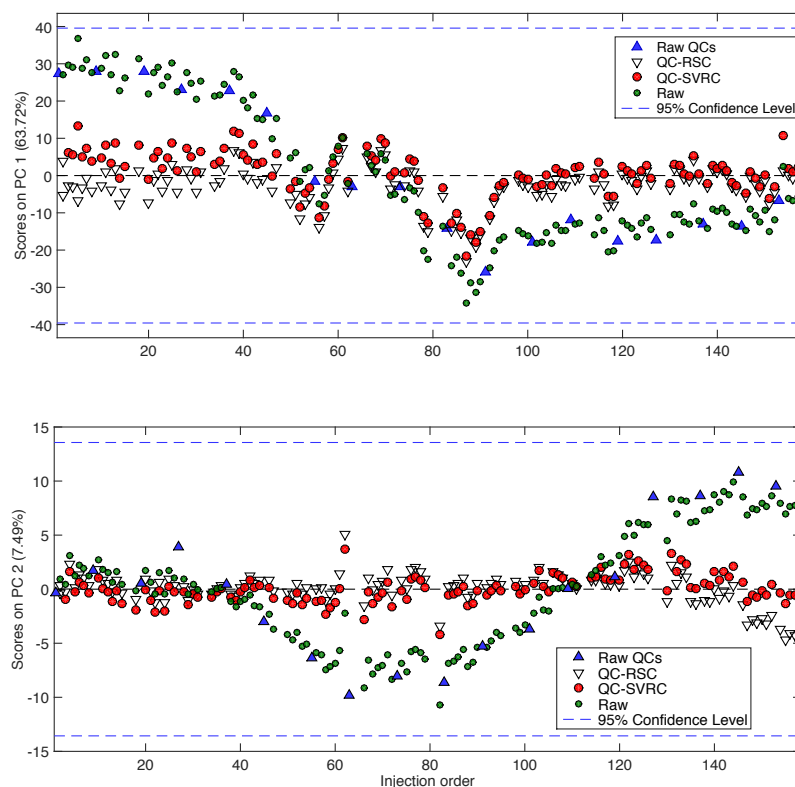 40
30
20
10
0
-10
-20
-30
-40
Scores on PC 1 (63.72%)
Raw QCs
QC-RSC
QC-SVRC
Raw
95% Confidence Level
20 40 60 80 100 120 140
15
10
5
0
-5
-10
-15
Scores on PC 2 (7.49%)
Raw QCs
QC-RSC
QC-SVRC
Raw
95% Confidence Level
20 40 60 80 100 120 140
Injection order